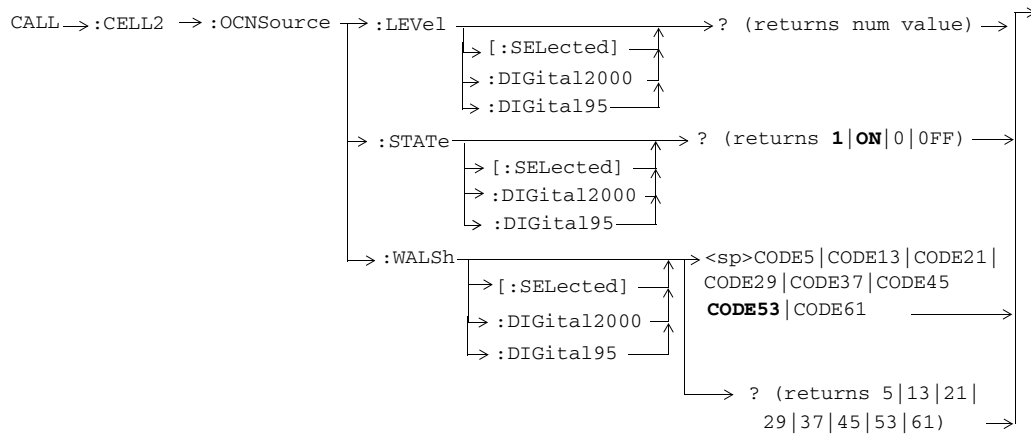 CALL :CELL2 :OCNSource :LEVel ? (returns num value)
[:SELected]
:DIGital2000
:DIGital95
:STATe ? (returns 1|ON|0|0FF)
[:SELected]
:DIGital2000
:DIGital95
:WALSh <sp>CODE5|CODE13|CODE21|
[:SELected] CODE29|CODE37|CODE45
:DIGital2000 CODE53|CODE61
:DIGital95
? (returns 5|13|21|
29|37|45|53|61)